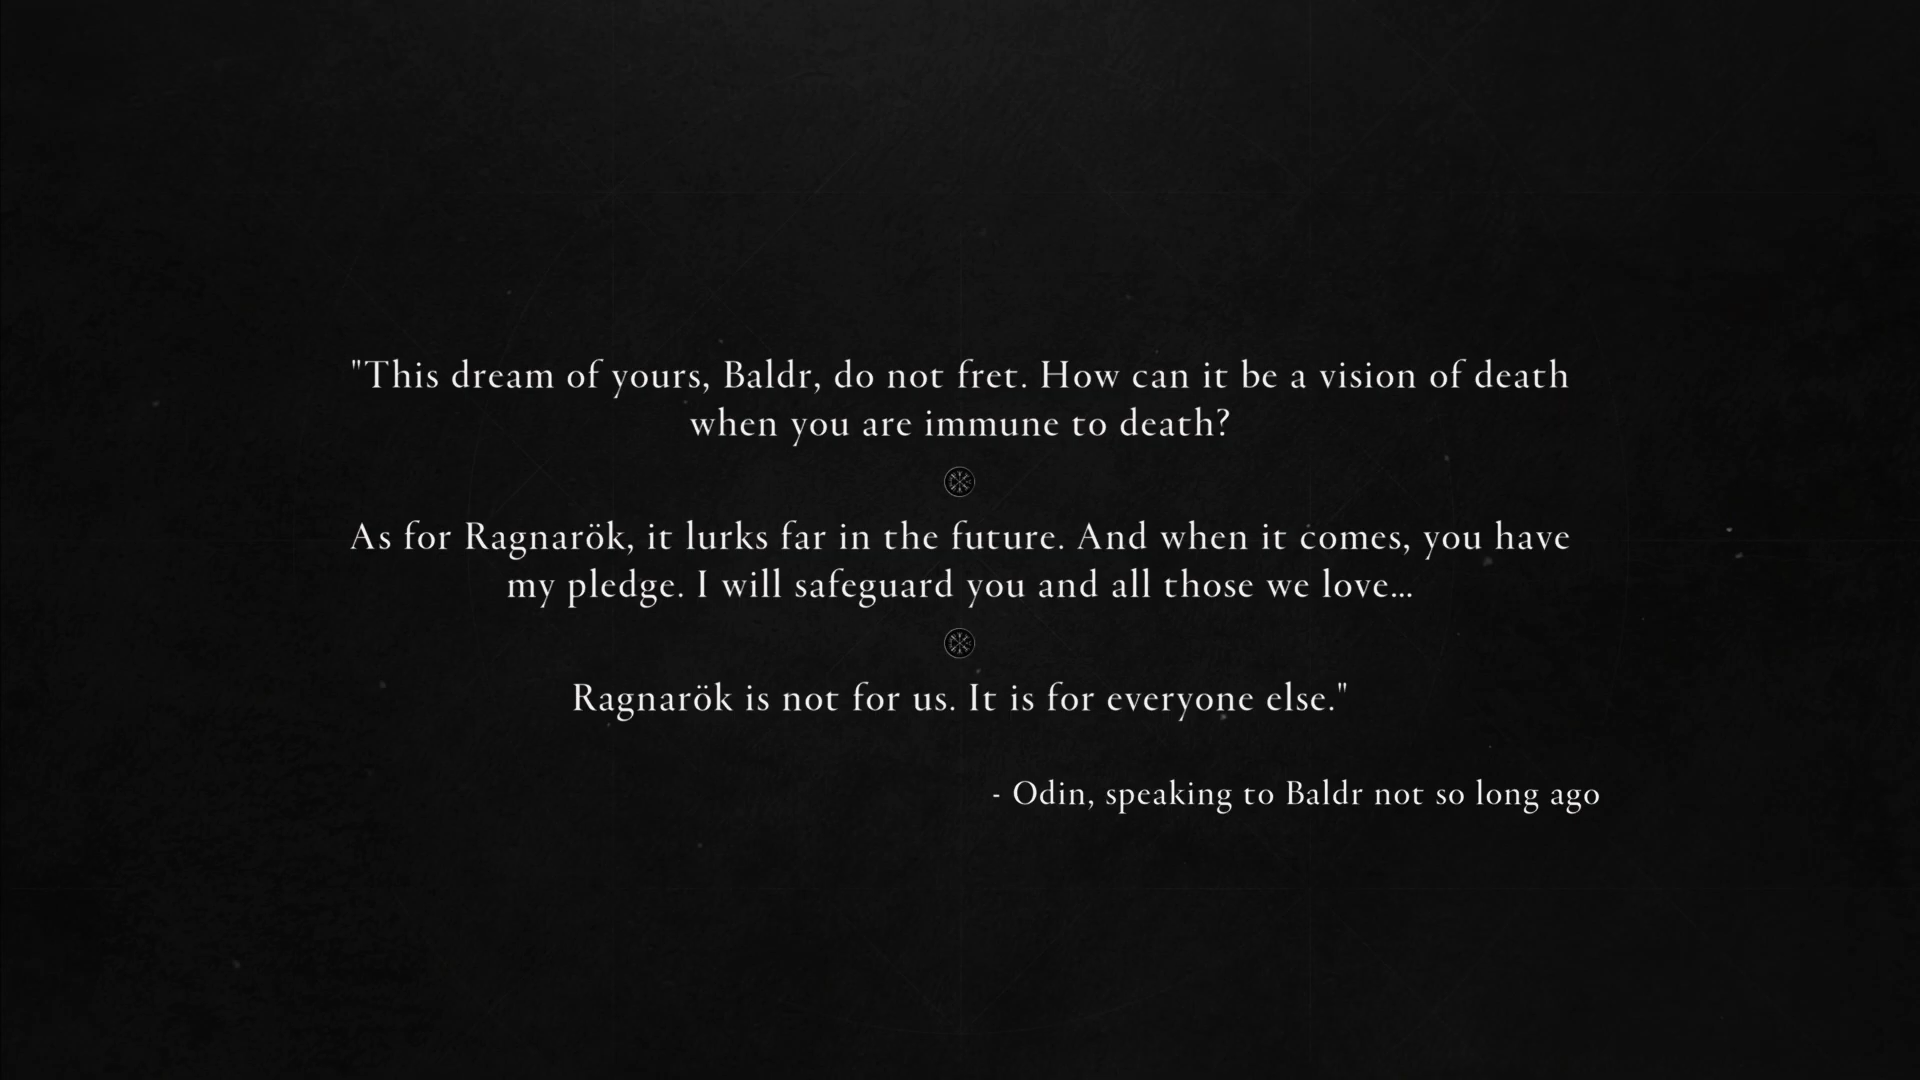 "This dream of yours, Baldr, do not fret. How can it be a vision of death
when you are immune to death?
As for Ragnarök, it lurks far in the future. And when it comes, you have
my pledge. I will safeguard you and all those we love...
Ragnarök is not for us. It is for everyone else."
- Odin, speaking to Baldr not so long ago